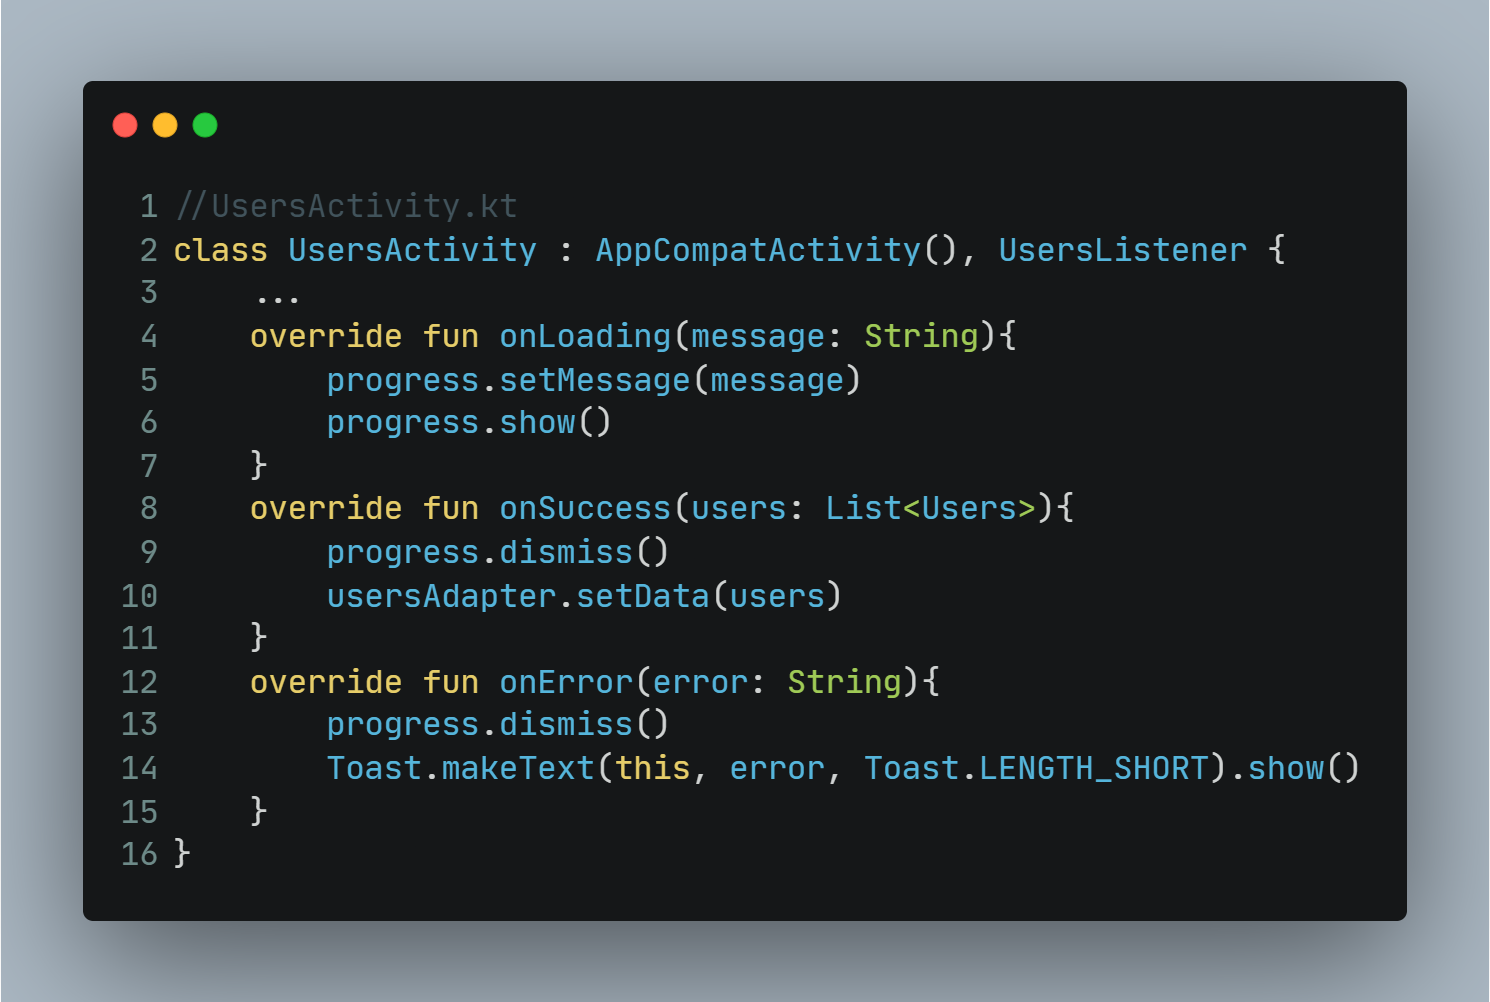 1 //UsersActivity.kt
2 class UsersActivity : AppCompatActivity(), UsersListener {
3     ...
4     override fun onLoading(message: String){
5         progress.setMessage(message)
6         progress.show()
7     }
8     override fun onSuccess(users: List<Users>){
9         progress.dismiss()
10         usersAdapter.setData(users)
11     }
12     override fun onError(error: String){
13         progress.dismiss()
14         Toast.makeText(this, error, Toast.LENGTH_SHORT).show()
15     }
16 }